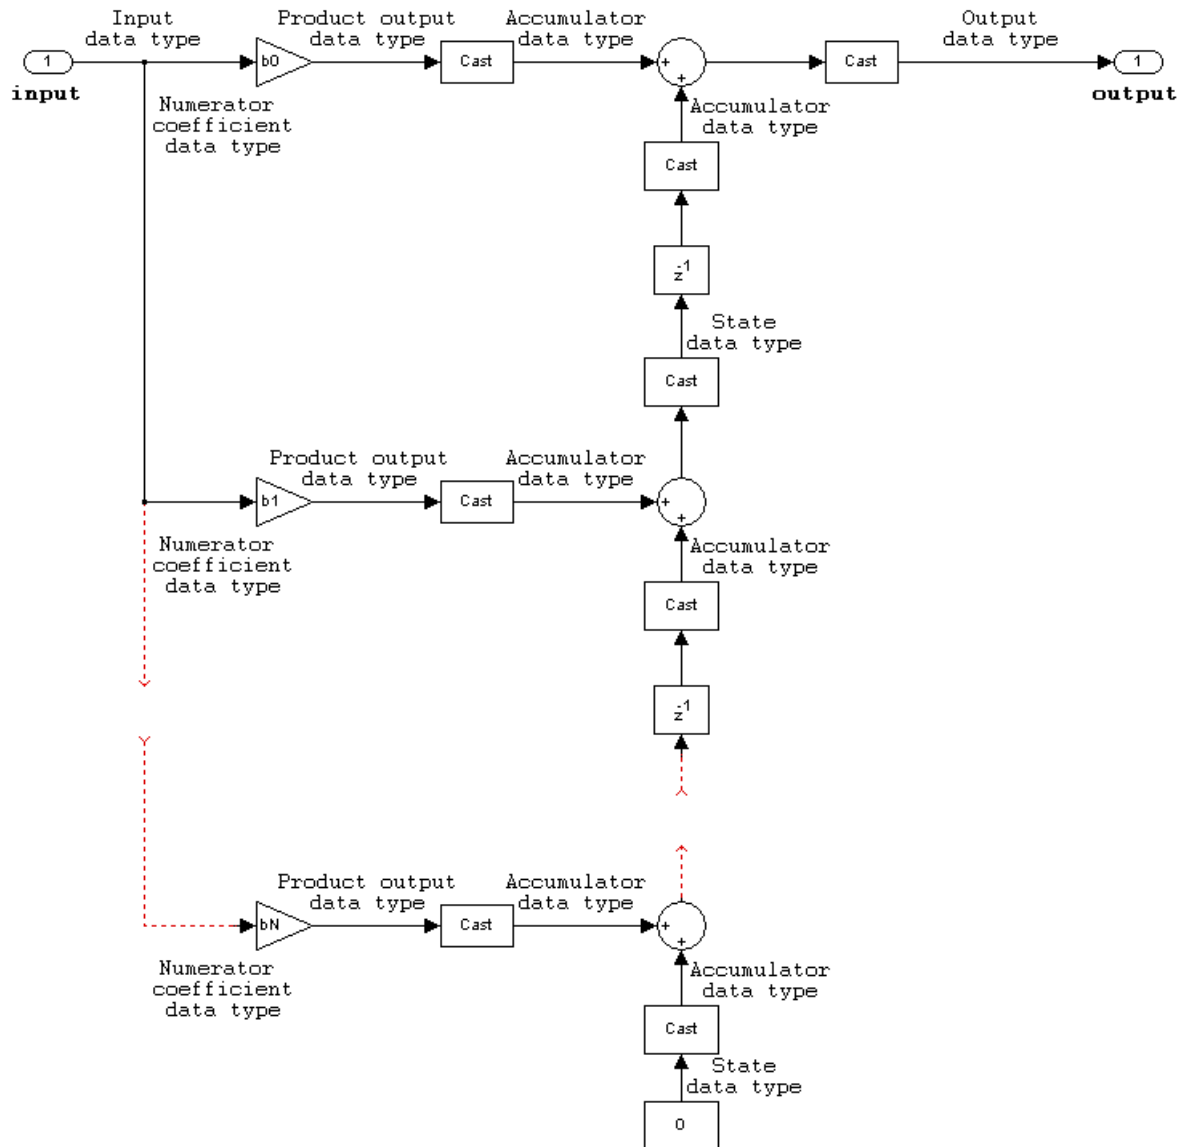 Input
data type
Product output
data type
Accumulator
data type
Output
data type
1
input
b0
Cast
+
+
Cast
1
output
Numerator
coefficient
data type
Accumulator
data type
Cast
z-1
State
data type
Cast
Product output
data type
Accumulator
data type
b1
Cast
+
+
Numerator
coefficient
data type
Accumulator
data type
Cast
z-1
Product output
data type
Accumulator
data type
bN
Cast
+
+
Numerator
coefficient
data type
Accumulator
data type
Cast
State
data type
0